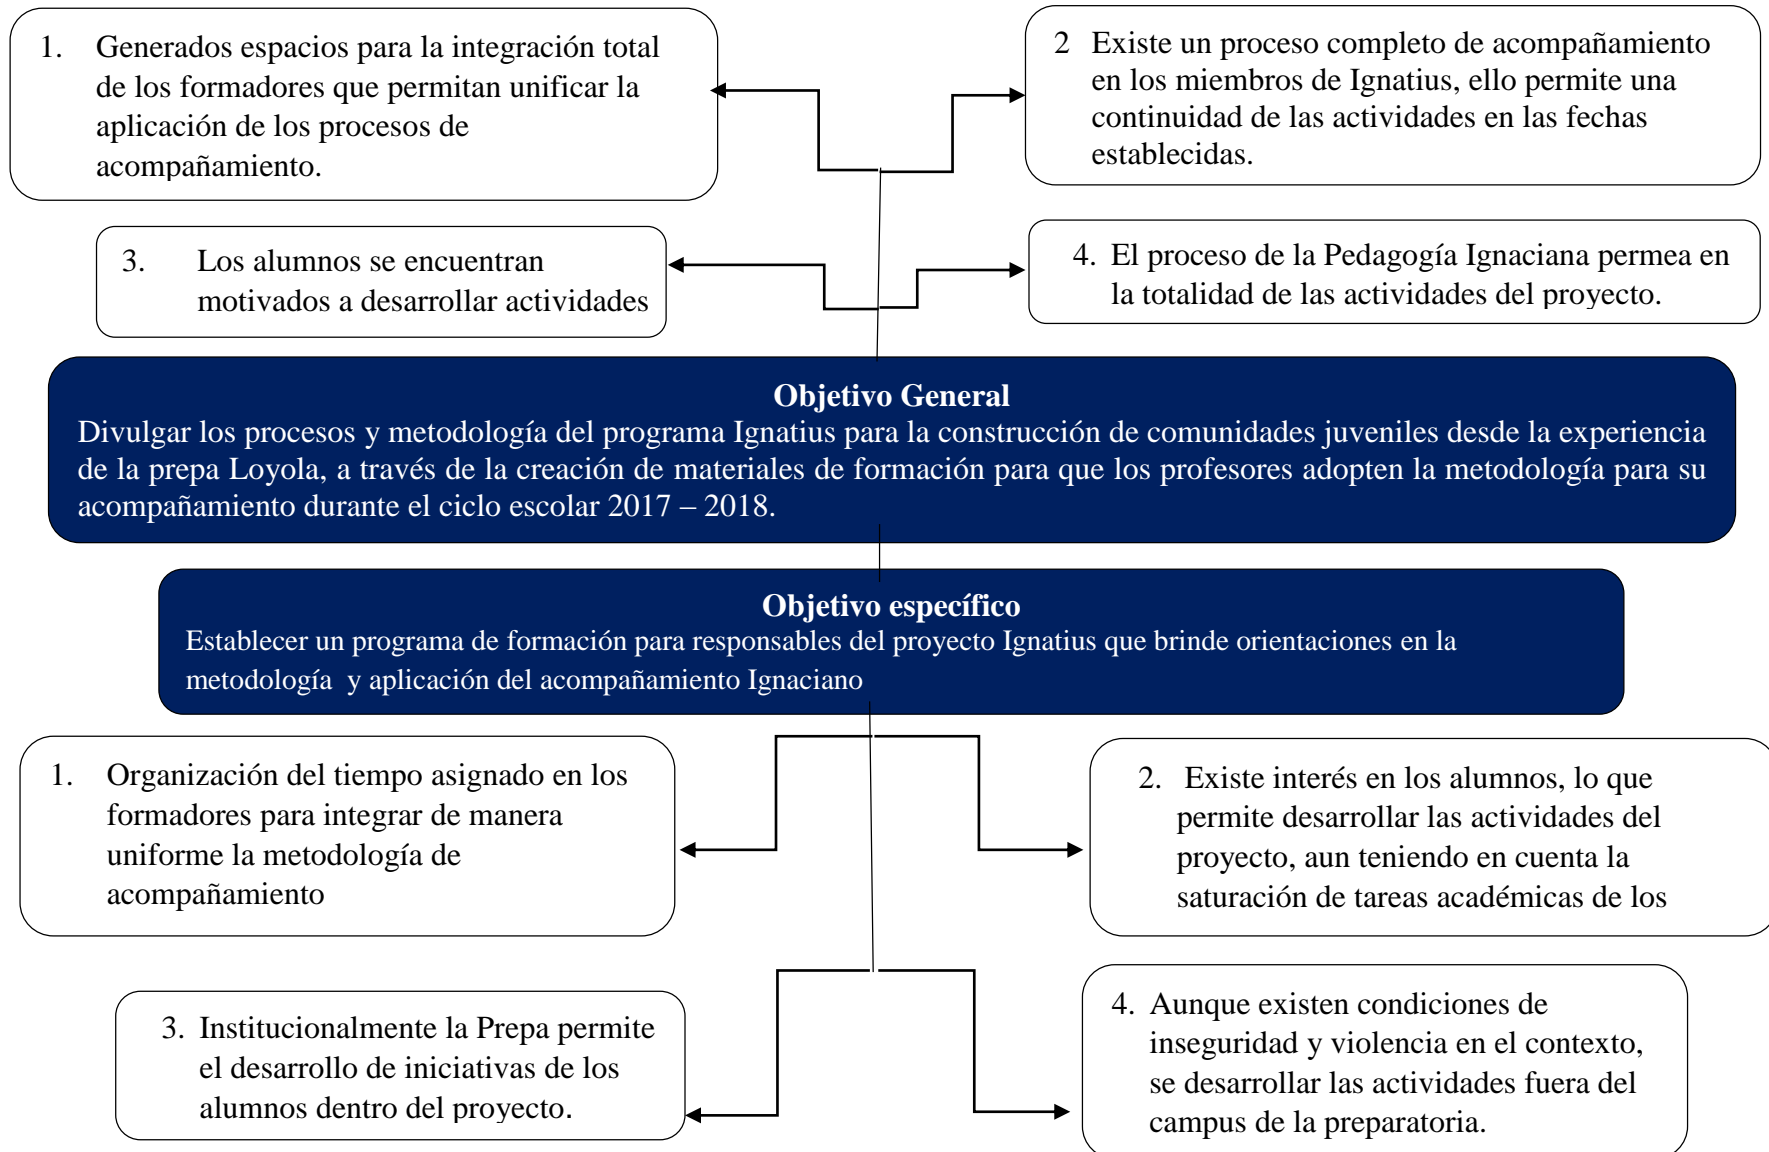 1. Generados espacios para la integración total
de los formadores que permitan unificar la
aplicación de los procesos de
acompañamiento.
2 Existe un proceso completo de acompañamiento
en los miembros de Ignatius, ello permite una
continuidad de las actividades en las fechas
establecidas.
3. Los alumnos se encuentran
motivados a desarrollar actividades
4. El proceso de la Pedagogía Ignaciana permea en
la totalidad de las actividades del proyecto.
Objetivo General
Divulgar los procesos y metodología del programa Ignatius para la construcción de comunidades juveniles desde la experiencia
de la prepa Loyola, a través de la creación de materiales de formación para que los profesores adopten la metodología para su
acompañamiento durante el ciclo escolar 2017 – 2018.
Objetivo específico
Establecer un programa de formación para responsables del proyecto Ignatius que brinde orientaciones en la
metodología y aplicación del acompañamiento Ignaciano
1. Organización del tiempo asignado en los
formadores para integrar de manera
uniforme la metodología de
acompañamiento
2. Existe interés en los alumnos, lo que
permite desarrollar las actividades del
proyecto, aun teniendo en cuenta la
saturación de tareas académicas de los
3. Institucionalmente la Prepa permite
el desarrollo de iniciativas de los
alumnos dentro del proyecto.
4. Aunque existen condiciones de
inseguridad y violencia en el contexto,
se desarrollar las actividades fuera del
campus de la preparatoria.